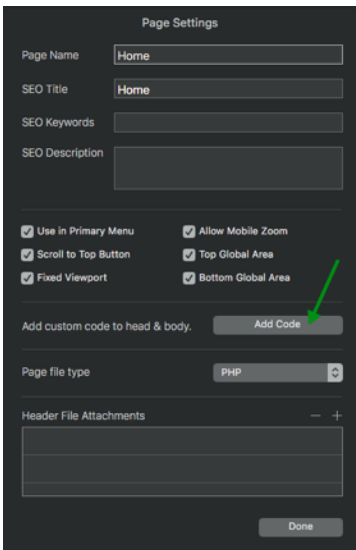 Page Settings
Page Name Home
SEO Title Home
SEO Keywords
SEO Description
Use in Primary Menu Allow Mobile Zoom
Scroll to Top Button Top Global Area
Fixed Viewport Bottom Global Area
Add custom code to head & body. Add Code
Page file type PHP
Header File Attachments − +
Done